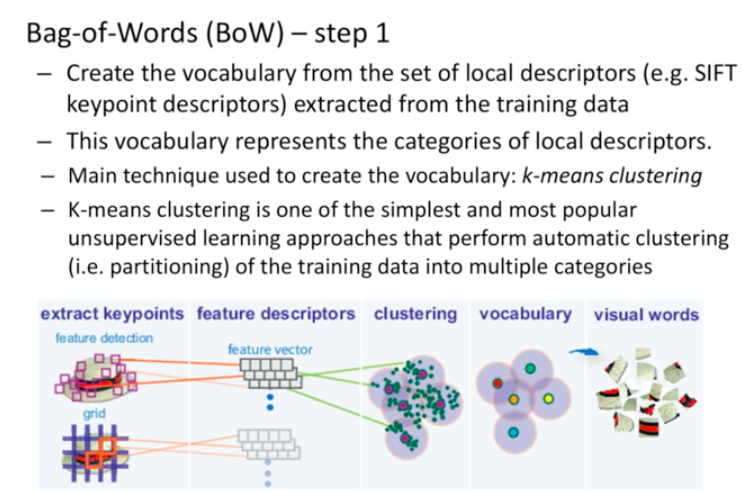 Bag-of-Words (BoW) – step 1
– Create the vocabulary from the set of local descriptors (e.g. SIFT
keypoint descriptors) extracted from the training data
– This vocabulary represents the categories of local descriptors.
– Main technique used to create the vocabulary: k-means clustering
– K-means clustering is one of the simplest and most popular
unsupervised learning approaches that perform automatic clustering
(i.e. partitioning) of the training data into multiple categories
extract keypoints feature descriptors clustering vocabulary visual words
feature detection
feature vector
grid